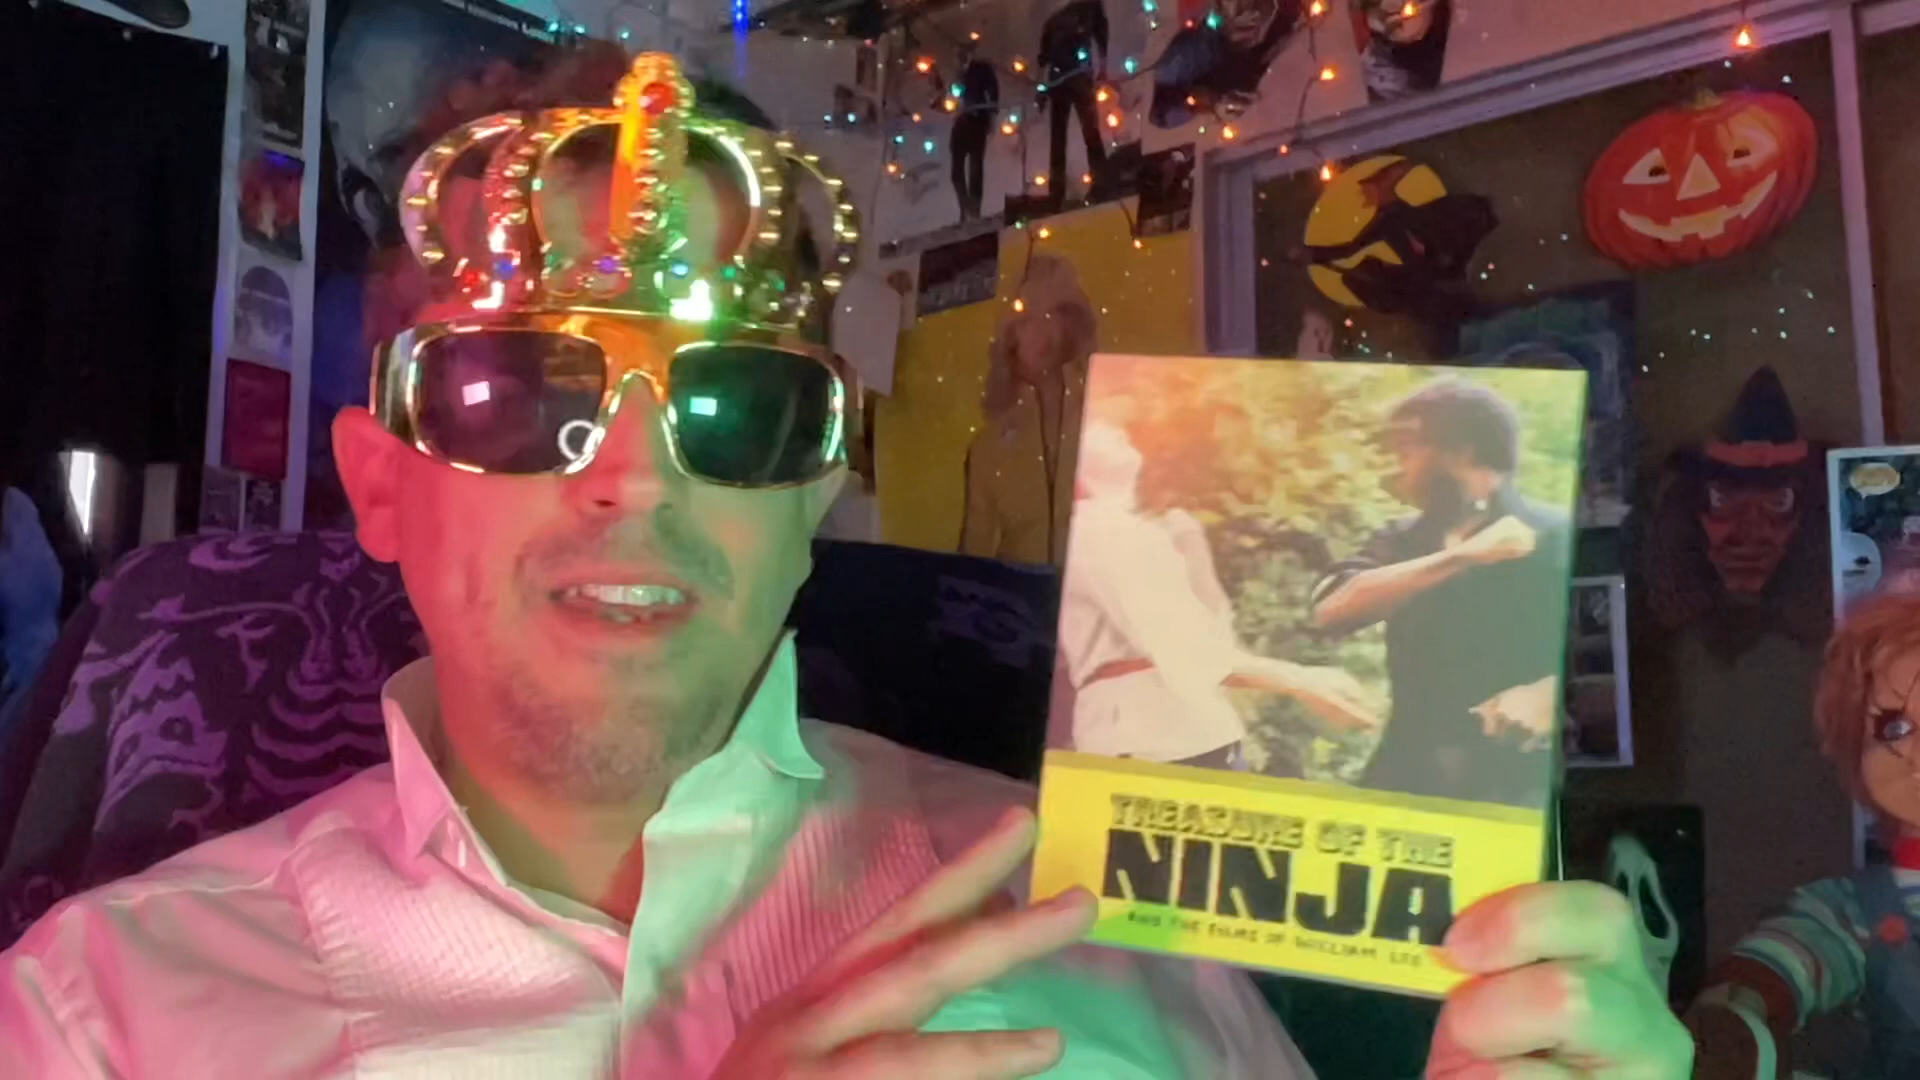 TREASURE OF THE
NINJA
AND THE FILMS OF WILLIAM LEE